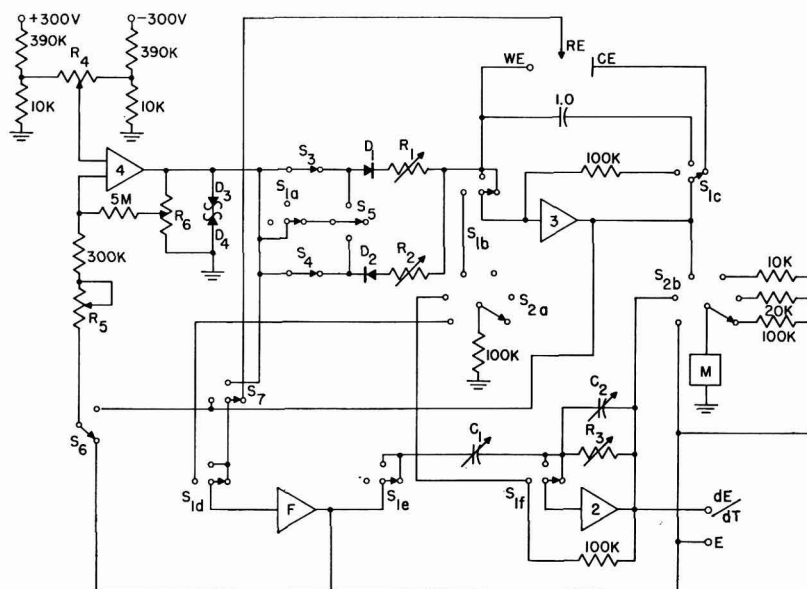 +300V
-300V
390K
R4
390K
10K
10K
4
5M
R6
D3
D4
300K
R5
S6
S3
S1a
S5
S4
D1
R1
D2
R2
S7
WE
RE
CE
1.0
100K
S1b
3
S1c
S2a
100K
S2b
10K
20K
100K
M
C2
R3
C1
S1d
F
S1e
S1f
2
100K
dE/dT
E